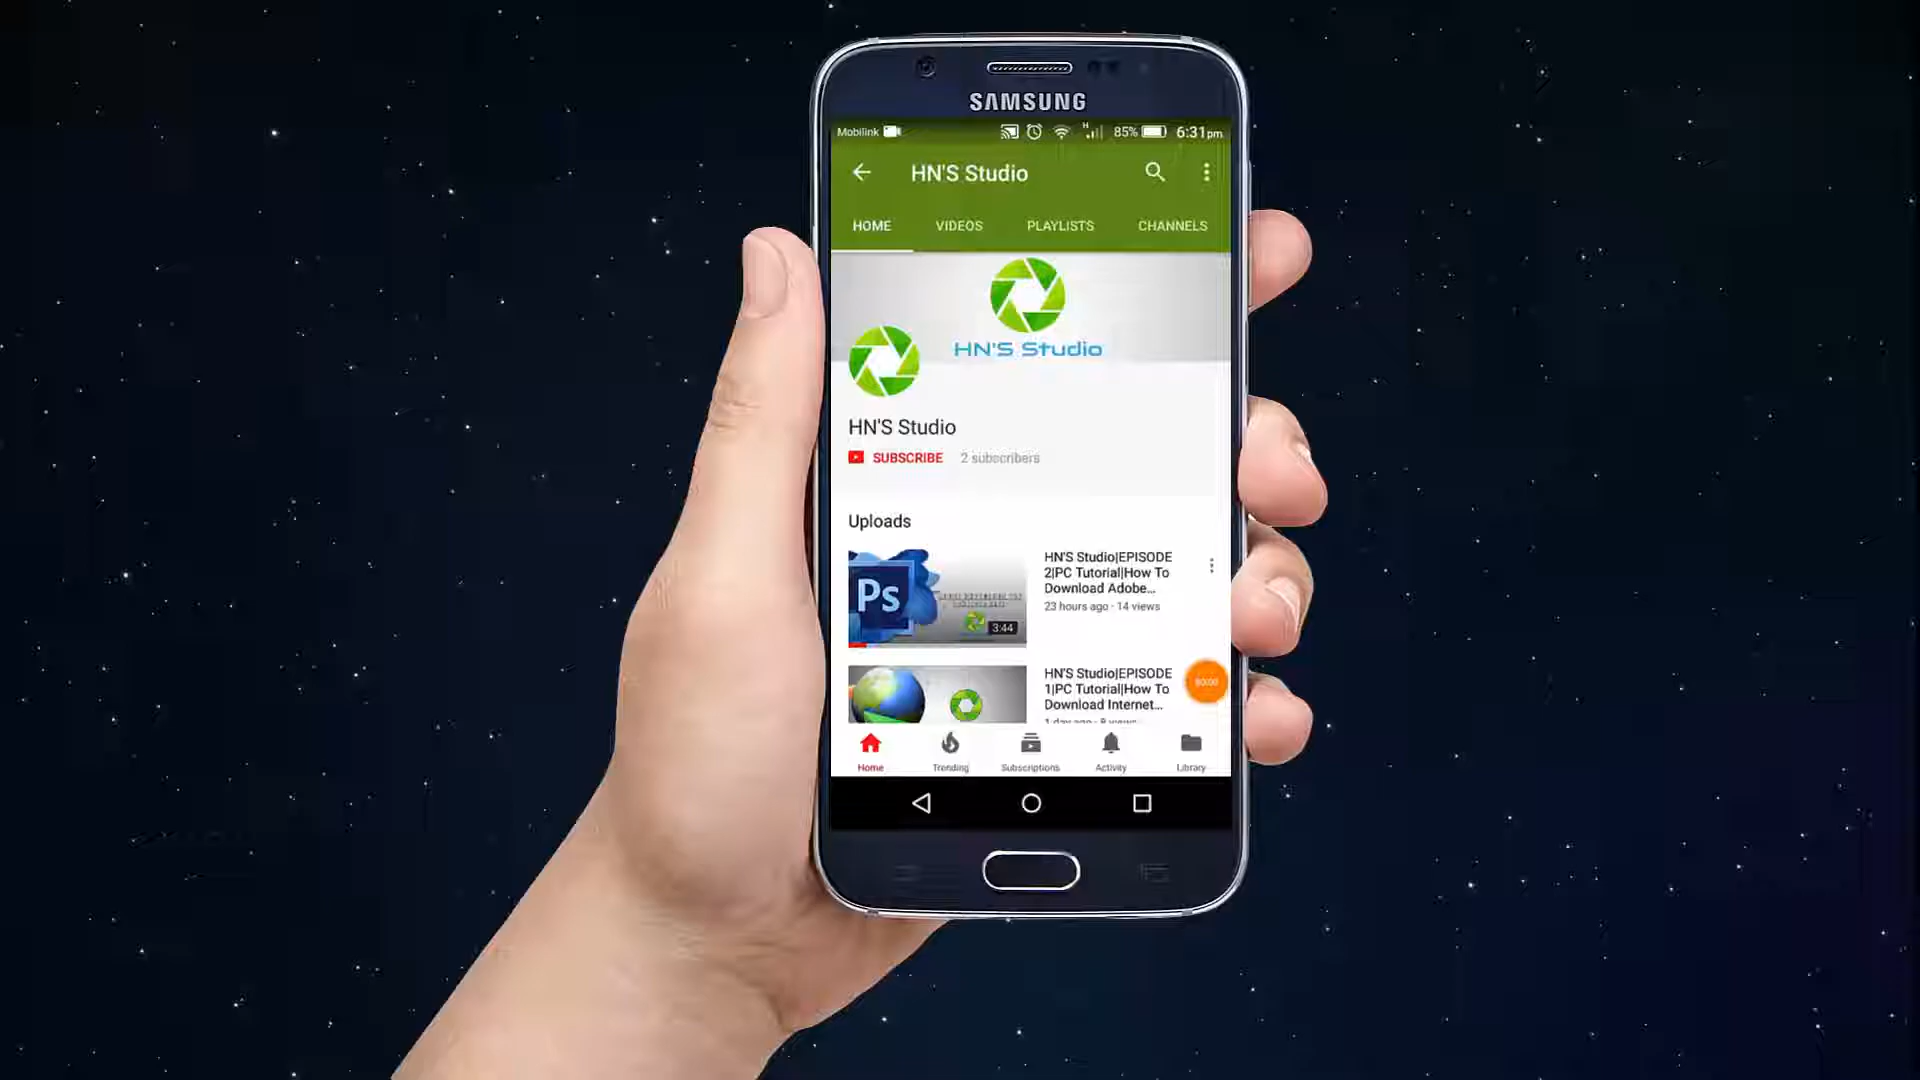 SAMSUNG
Mobilink
85%
6:31pm
HN'S Studio
HOME
VIDEOS
PLAYLISTS
CHANNELS
HN'S Studio
HN'S Studio
SUBSCRIBE
2 subscribers
Uploads
Ps
3:44
HN'S Studio|EPISODE
2|PC Tutorial|How To
Download Adobe...
23 hours ago · 14 views
HN'S Studio|EPISODE
1|PC Tutorial|How To
Download Internet...
00:00
Home
Trending
Subscriptions
Activity
Library